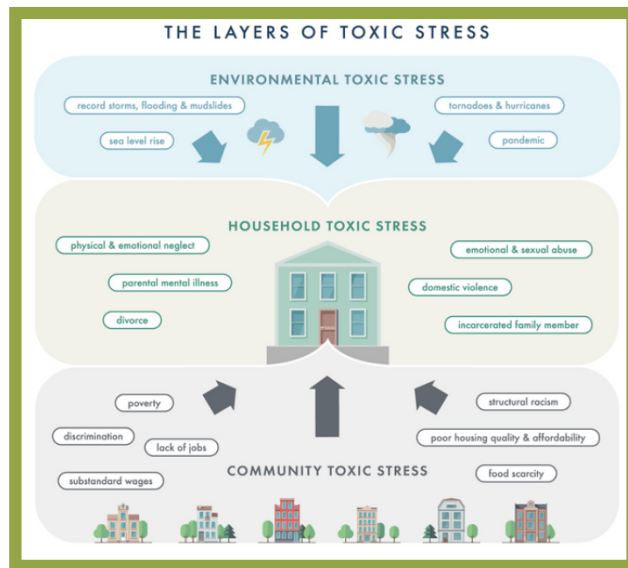 THE LAYERS OF TOXIC STRESS
ENVIRONMENTAL TOXIC STRESS
record storms, flooding & mudslides
tornadoes & hurricanes
sea level rise
pandemic
HOUSEHOLD TOXIC STRESS
physical & emotional neglect
emotional & sexual abuse
parental mental illness
domestic violence
divorce
incarcerated family member
poverty
structural racism
discrimination
lack of jobs
poor housing quality & affordability
substandard wages
COMMUNITY TOXIC STRESS
food scarcity